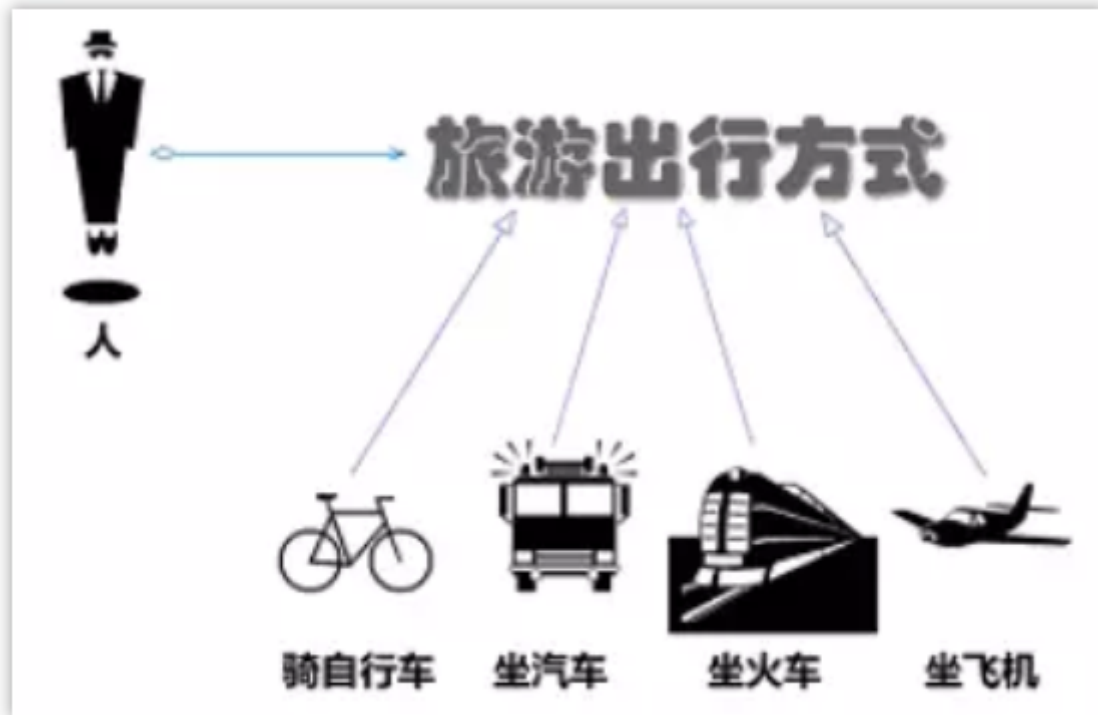 旅游出行方式
人
骑自行车
坐汽车
坐火车
坐飞机